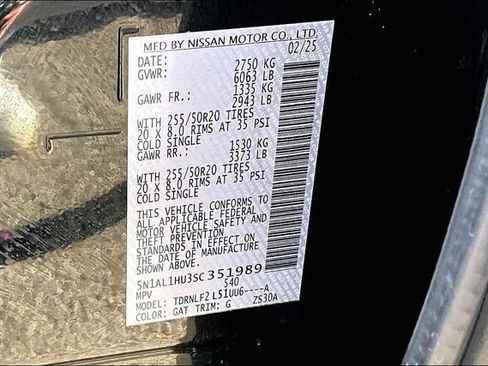 MFD BY NISSAN MOTOR CO., LTD
DATE: 02/25
GVWR: 2750 KG
6063 LB
GAWR FR.: 1335 KG
2943 LB
WITH 255/50R20 TIRES
20 x 8.0 RIMS AT 35 PSI
COLD SINGLE
GAWR RR.: 1530 KG
3373 LB
WITH 255/50R20 TIRES
20 x 8.0 RIMS AT 35 PSI
COLD SINGLE
THIS VEHICLE CONFORMS TO
ALL APPLICABLE FEDERAL
MOTOR VEHICLE SAFETY AND
THEFT PREVENTION
STANDARDS IN EFFECT ON
THE DATE OF MANUFACTURE
5N1AL1HU3SC351989
MPV 540
MODEL: TDRNLF2 L51UU6----A
COLOR: GAT TRIM: G ZS30A